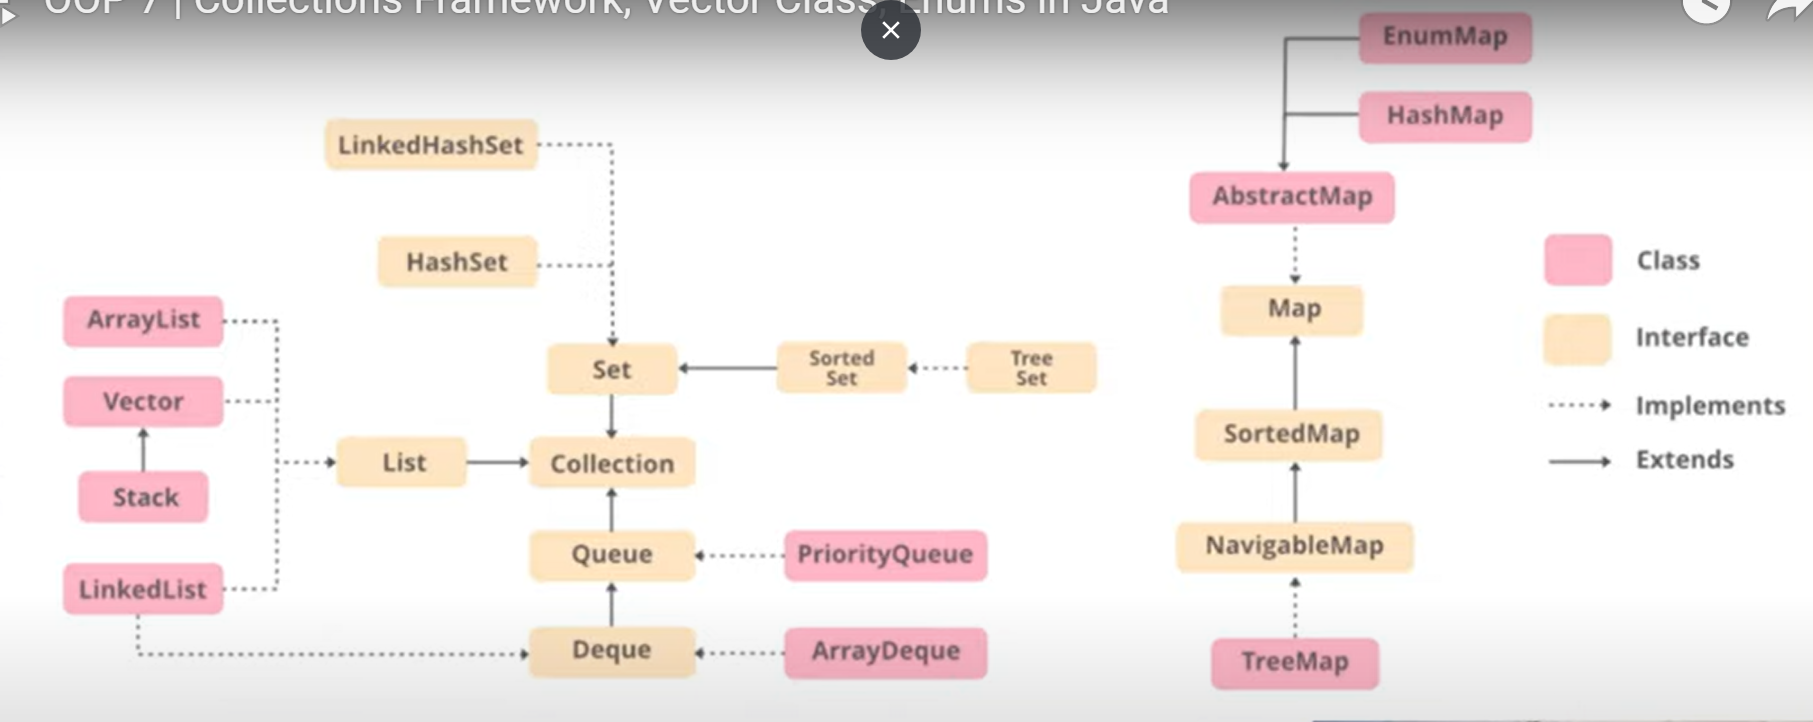 OOP 7 | Collections Framework, Vector Class, Enums in Java
EnumMap
HashMap
LinkedHashSet
AbstractMap
HashSet
Class
ArrayList
Map
Interface
Set
Sorted
Set
Tree
Set
Vector
Implements
List
Collection
SortedMap
Extends
Stack
Queue
PriorityQueue
NavigableMap
LinkedList
Deque
ArrayDeque
TreeMap